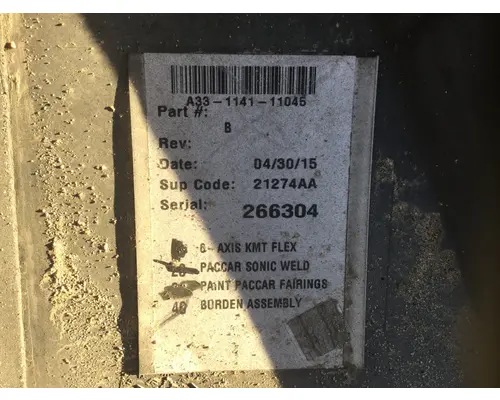 A33-1141-11045
Part #:
B
Rev:
Date: 04/30/15
Sup Code: 21274AA
Serial: 266304
6-AXIS KMT FLEX
20 PACCAR SONIC WELD
PAINT PACCAR FAIRINGS
40 BORDEN ASSEMBLY